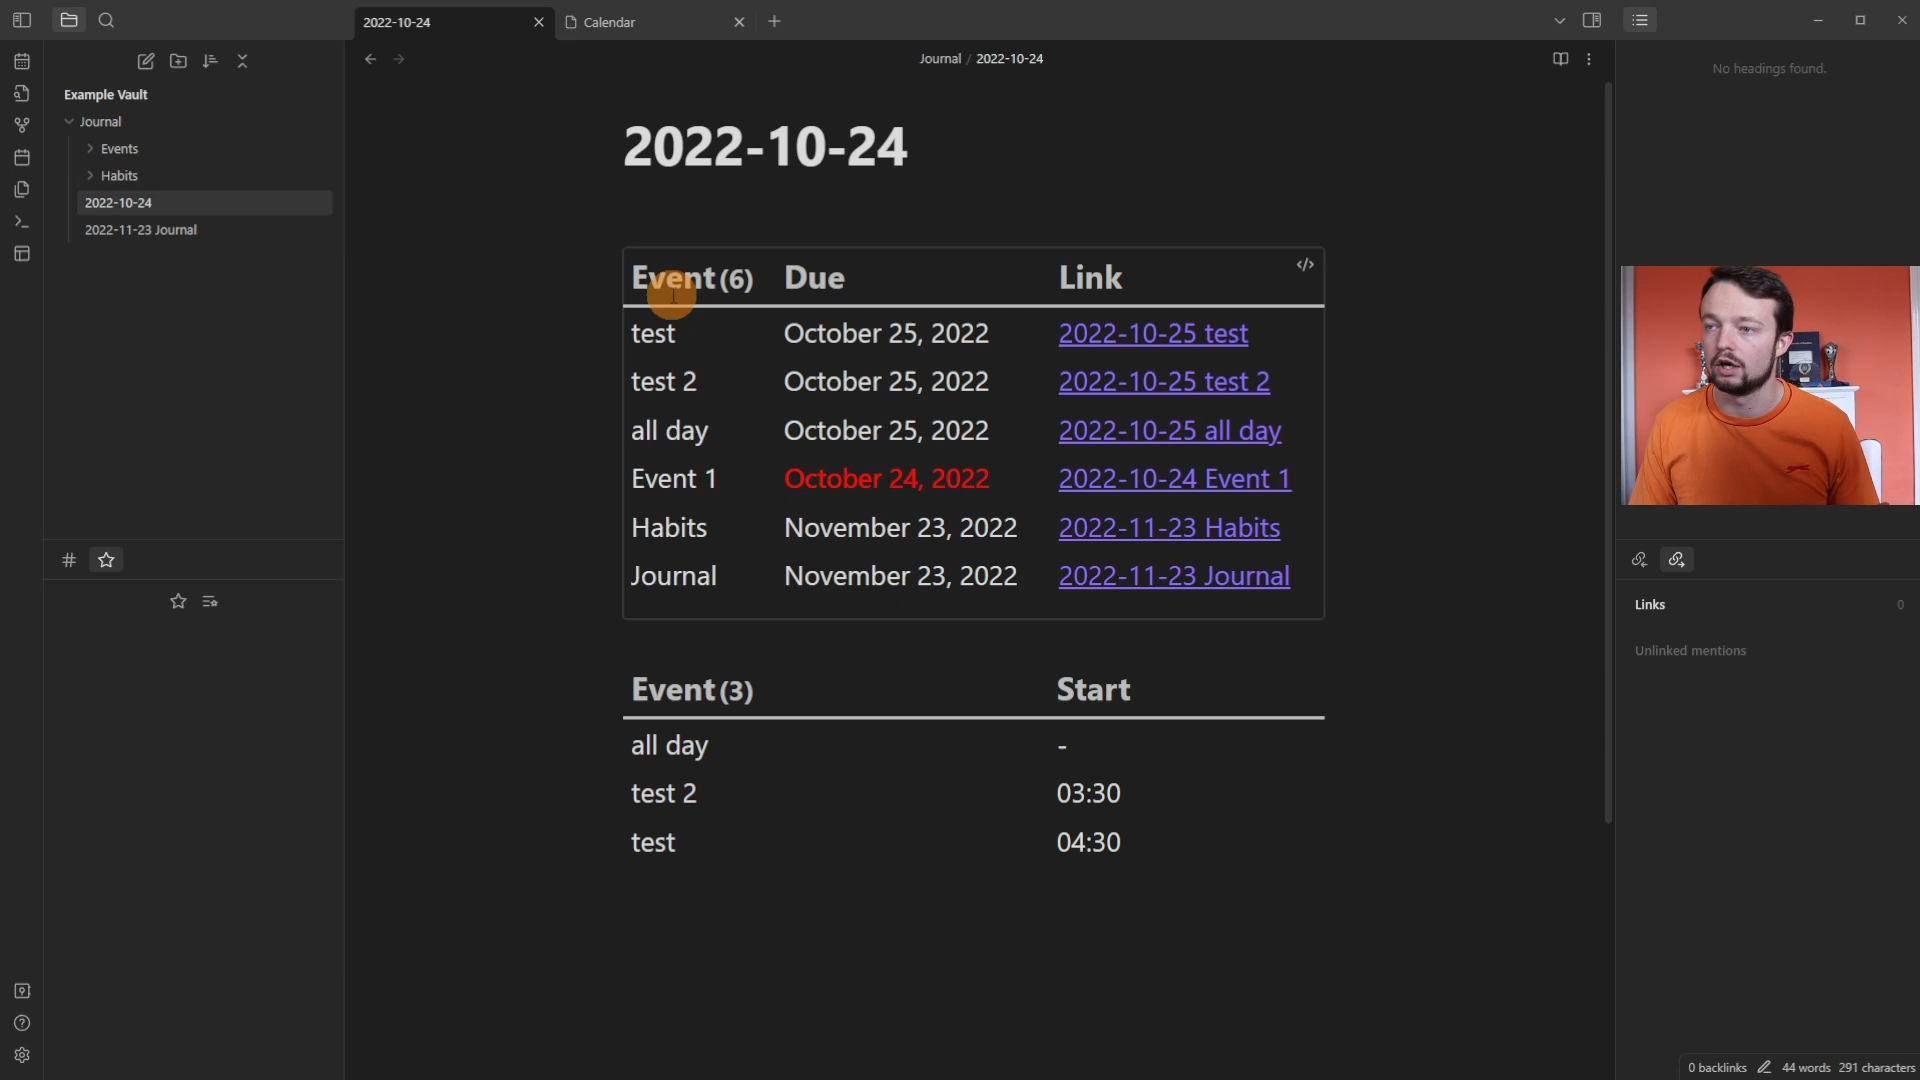 2022-10-24
Calendar
Journal / 2022-10-24
No headings found.
Example Vault
Journal
Events
Habits
2022-10-24
2022-11-23 Journal
2022-10-24
Event (6) Due Link
test October 25, 2022 2022-10-25 test
test 2 October 25, 2022 2022-10-25 test 2
all day October 25, 2022 2022-10-25 all day
Event 1 October 24, 2022 2022-10-24 Event 1
Habits November 23, 2022 2022-11-23 Habits
Journal November 23, 2022 2022-11-23 Journal
Event (3) Start
all day -
test 2 03:30
test 04:30
Links 0
Unlinked mentions
0 backlinks 44 words 291 characters